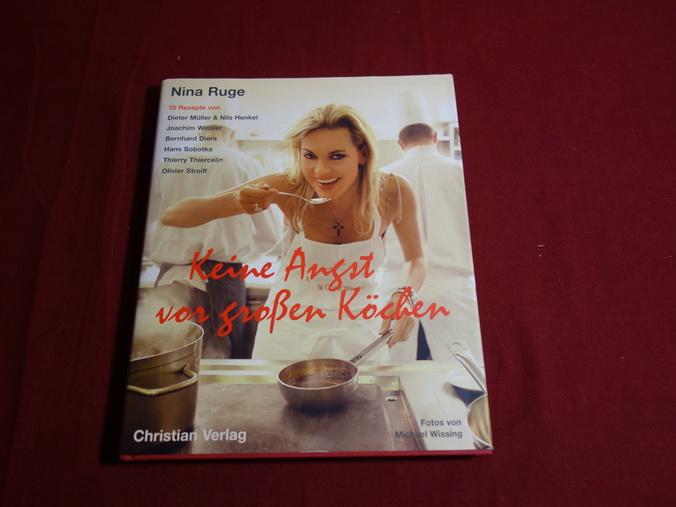 Nina Ruge
70 Rezepte von
Dieter Müller & Nils Henkel
Joachim Wissler
Bernhard Diers
Hans Sobotka
Thierry Thiercelin
Olivier Streiff
Keine Angst
vor großen Köchen
Fotos von
Michael Wissing
Christian Verlag